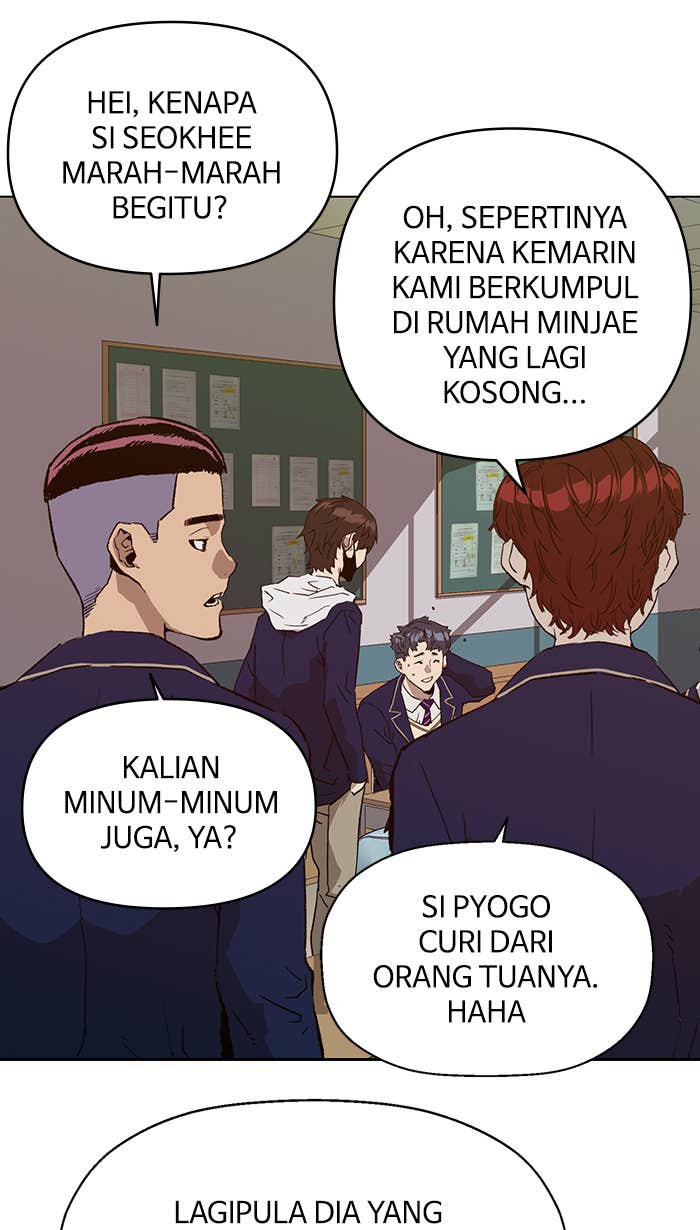 HEI, KENAPA
SI SEOKHEE
MARAH-MARAH
BEGITU?
OH, SEPERTINYA
KARENA KEMARIN
KAMI BERKUMPUL
DI RUMAH MINJAE
YANG LAGI
KOSONG...
KALIAN
MINUM-MINUM
JUGA, YA?
SI PYOGO
CURI DARI
ORANG TUANYA.
HAHA
LAGIPULA DIA YANG